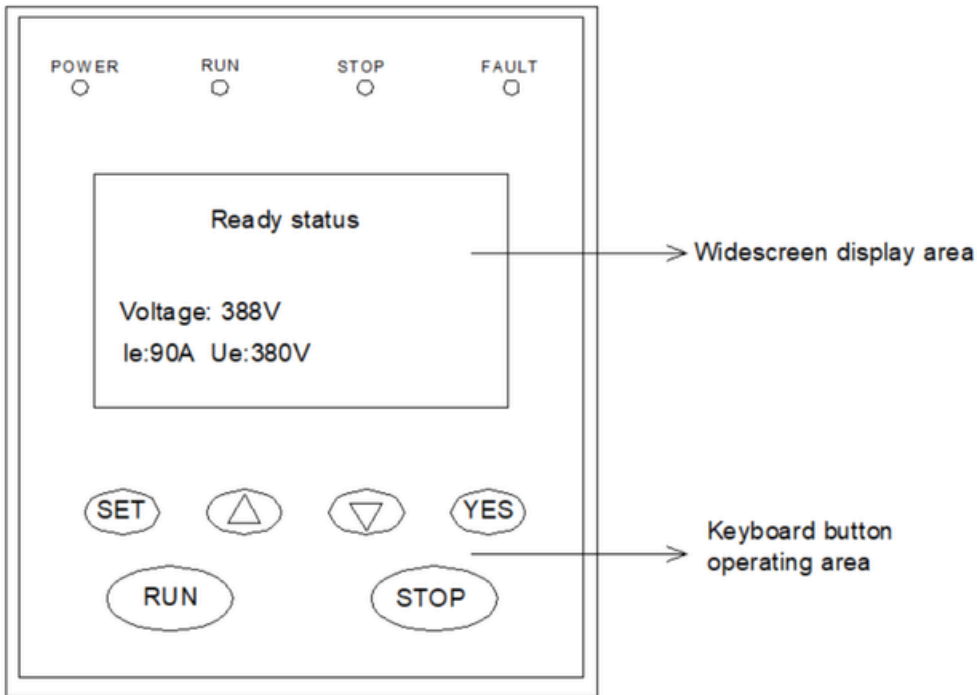 POWER RUN STOP FAULT
Ready status
Widescreen display area
Voltage: 388V
Ie:90A Ue:380V
SET YES
Keyboard button
operating area
RUN STOP